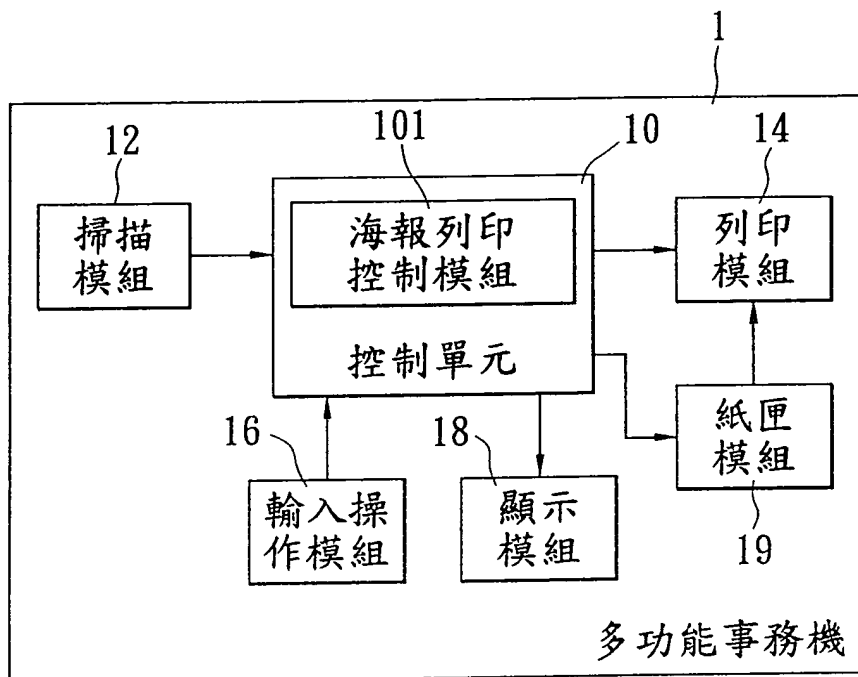 1
12
101
10
14
掃描
模組
海報列印
控制模組
控制單元
列印
模組
16
18
輸入操
作模組
顯示
模組
紙匣
模組
19
多功能事務機